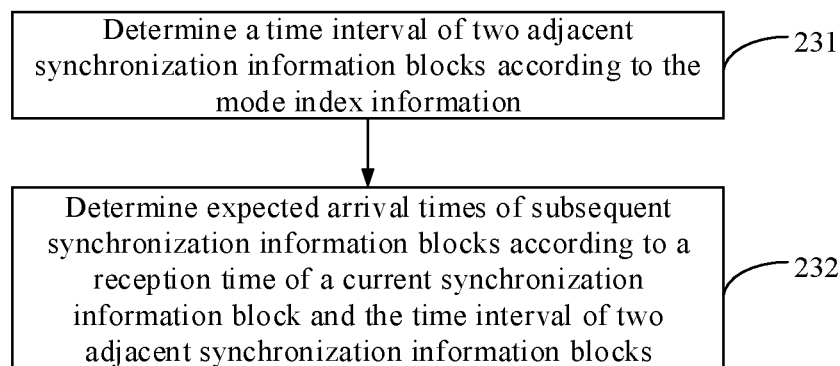 Determine a time interval of two adjacent
synchronization information blocks according to the
mode index information
231
Determine expected arrival times of subsequent
synchronization information blocks according to a
reception time of a current synchronization
information block and the time interval of two
adjacent synchronization information blocks
232